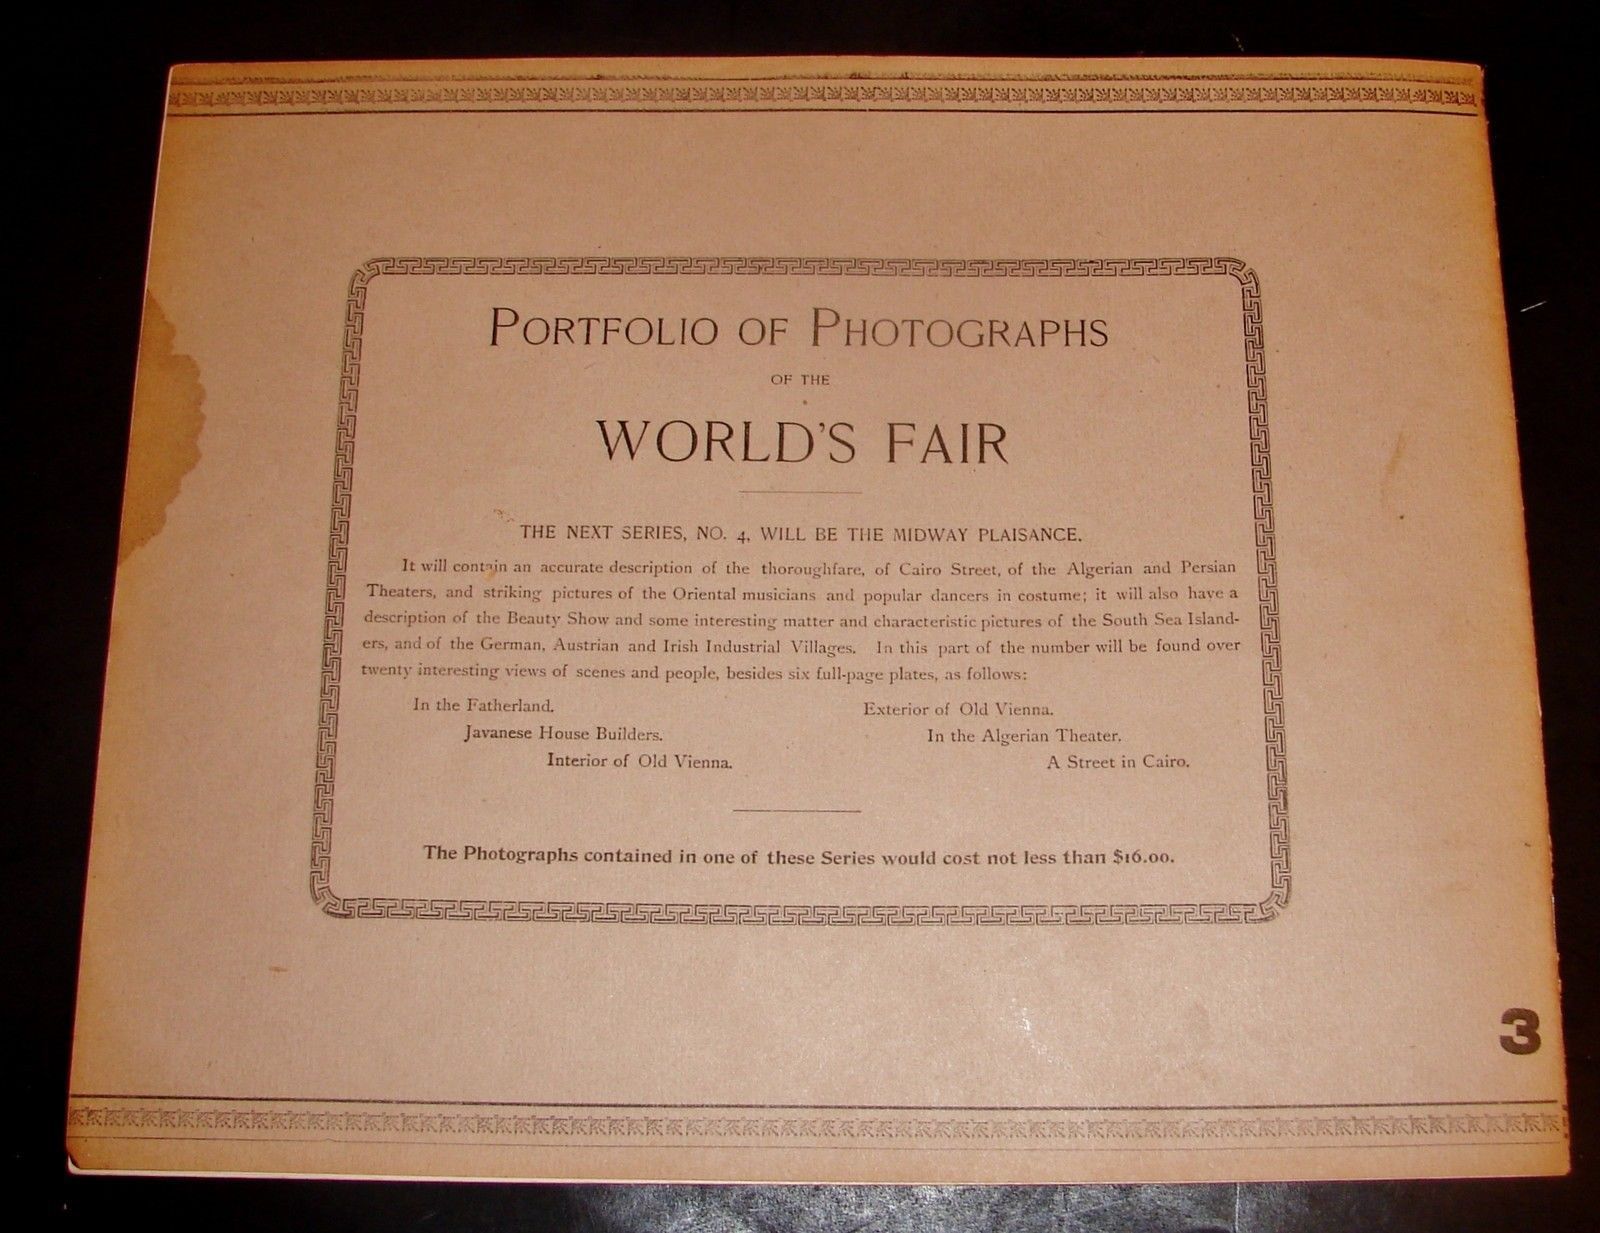 PORTFOLIO OF PHOTOGRAPHS
OF THE
WORLD'S FAIR
THE NEXT SERIES, NO. 4, WILL BE THE MIDWAY PLAISANCE.
It will contain an accurate description of the thoroughfare, of Cairo Street, of the Algerian and Persian
Theaters, and striking pictures of the Oriental musicians and popular dancers in costume; it will also have a
description of the Beauty Show and some interesting matter and characteristic pictures of the South Sea Island-
ers, and of the German, Austrian and Irish Industrial Villages. In this part of the number will be found over
twenty interesting views of scenes and people, besides six full-page plates, as follows:
In the Fatherland. Exterior of Old Vienna.
Javanese House Builders. In the Algerian Theater.
Interior of Old Vienna. A Street in Cairo.
The Photographs contained in one of these Series would cost not less than $16.00.
3